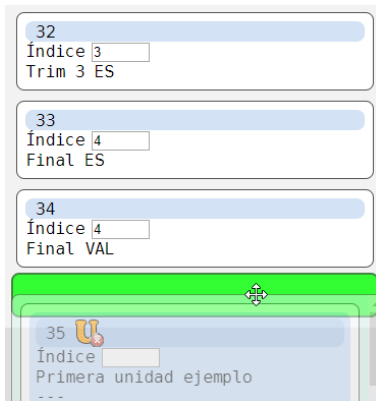 32
Índice 3
Trim 3 ES
33
Índice 4
Final ES
34
Índice 4
Final VAL
35
Índice
Primera unidad ejemplo
---